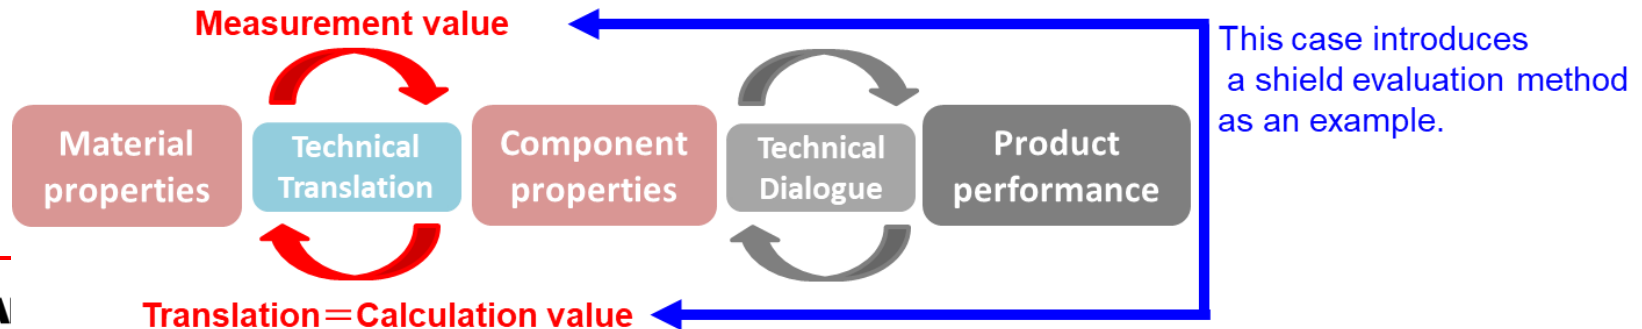 Measurement value
This case introduces
a shield evaluation method
as an example.
Material
properties
Technical
Translation
Component
properties
Technical
Dialogue
Product
performance
Translation＝Calculation value